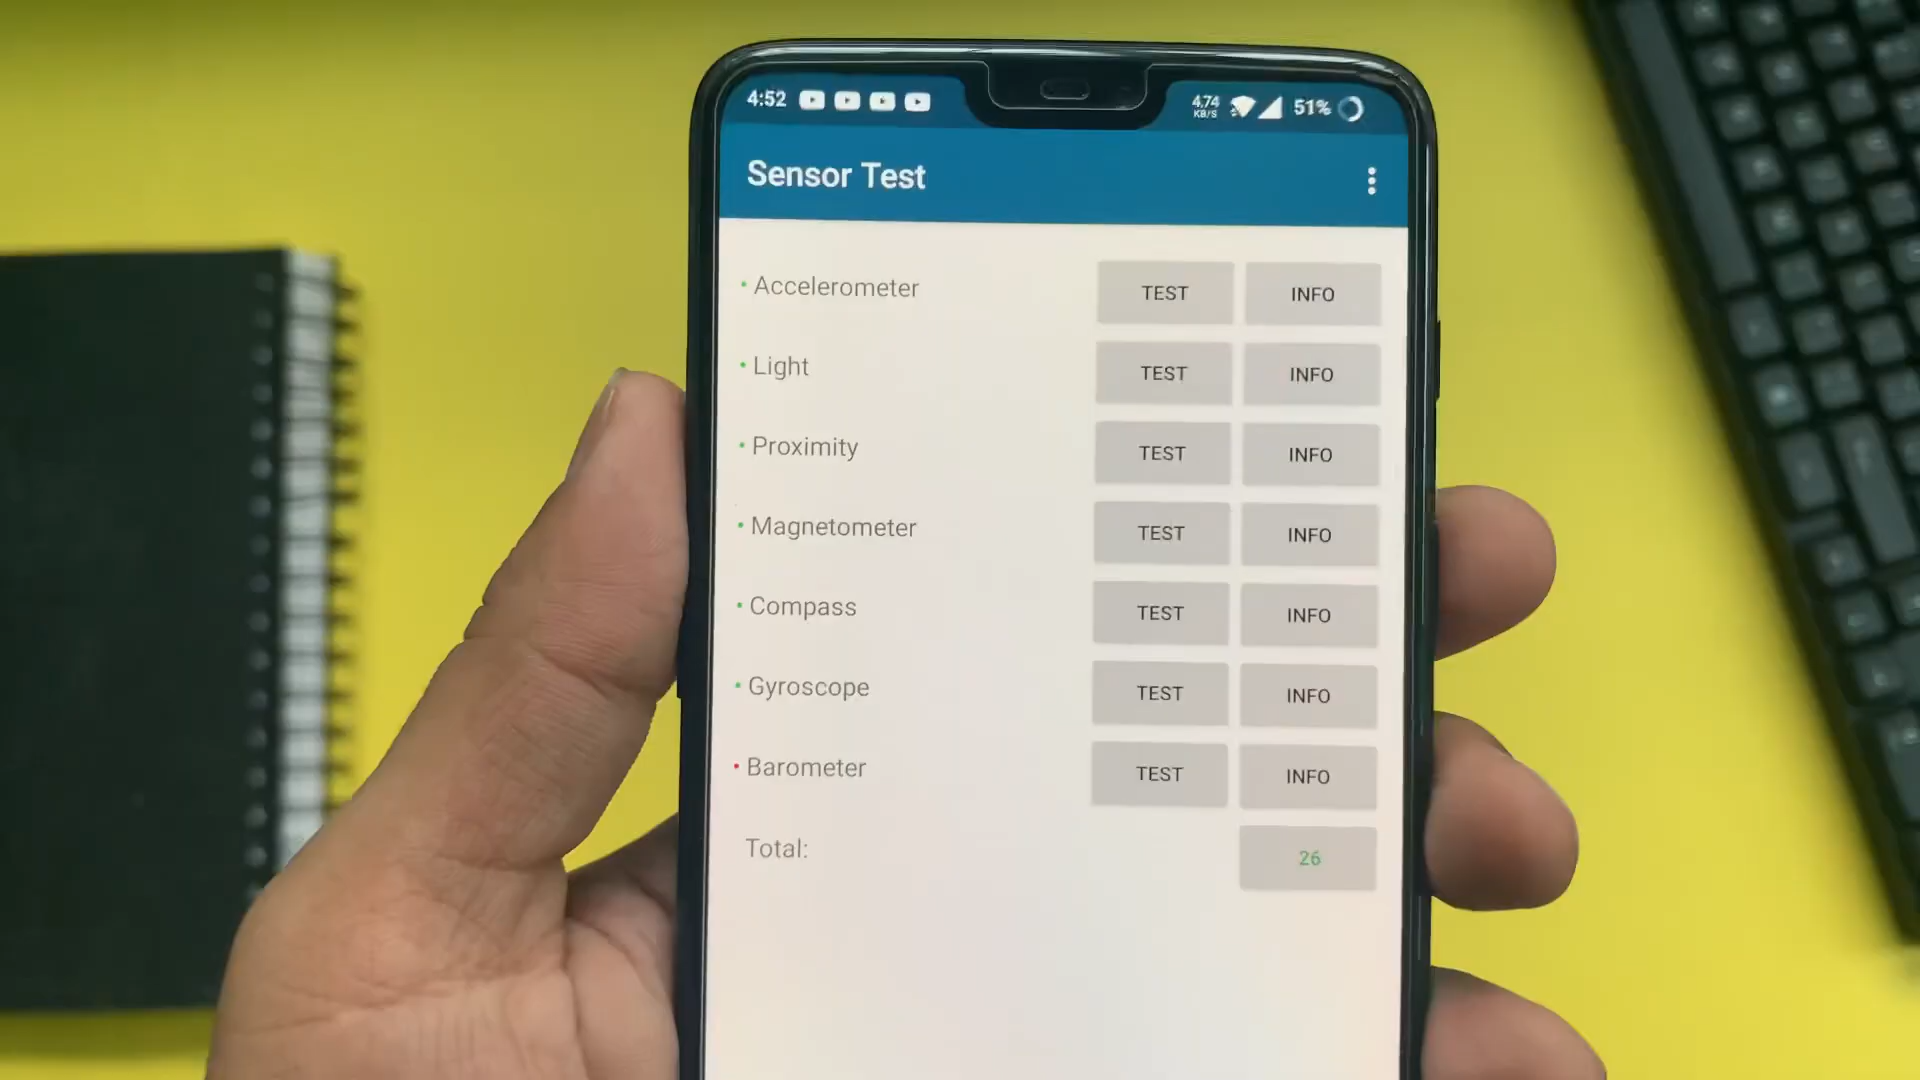 4:52 4.74 KB/S 51%
Sensor Test
Accelerometer TEST INFO
Light TEST INFO
Proximity TEST INFO
Magnetometer TEST INFO
Compass TEST INFO
Gyroscope TEST INFO
Barometer TEST INFO
Total: 26